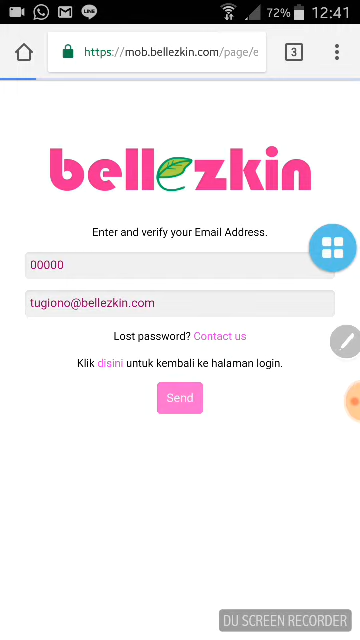 72% 12:41
https://mob.bellezkin.com/page/e
3
bellezkin
Enter and verify your Email Address.
00000
tugiono@bellezkin.com
Lost password? Contact us
Klik disini untuk kembali ke halaman login.
Send
DU SCREEN RECORDER